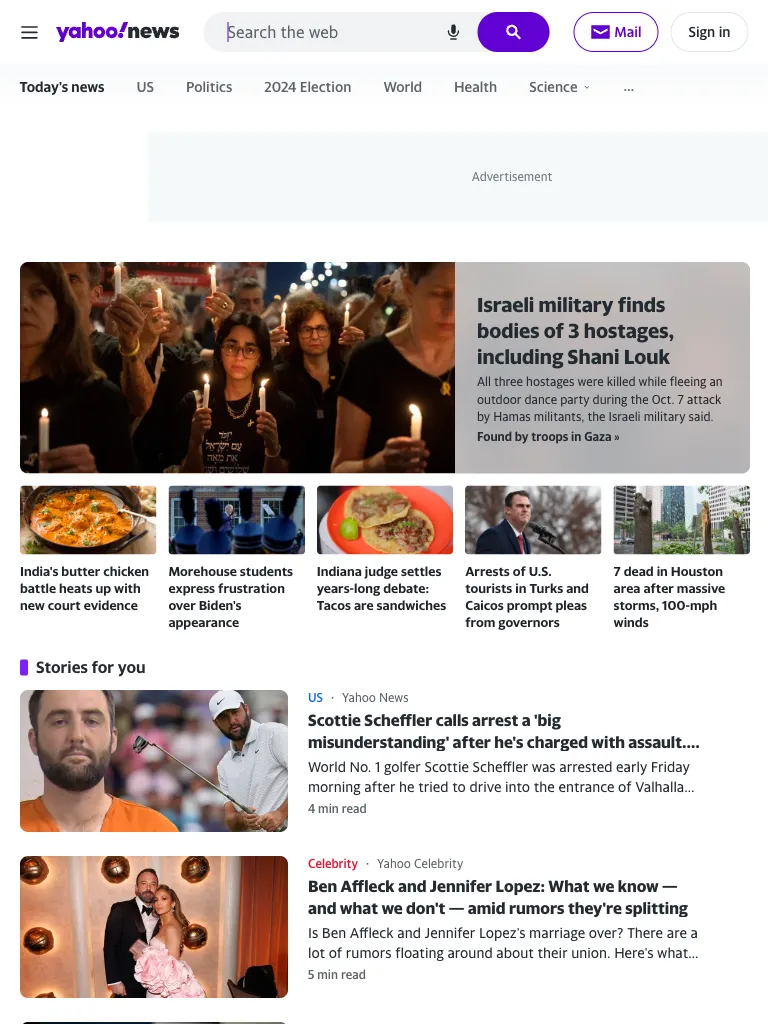 yahoo!news
Search the web
Mail
Sign in
Today's news
US
Politics
2024 Election
World
Health
Science
...
Advertisement
Israeli military finds
bodies of 3 hostages,
including Shani Louk
All three hostages were killed while fleeing an
outdoor dance party during the Oct. 7 attack
by Hamas militants, the Israeli military said.
Found by troops in Gaza »
India's butter chicken
battle heats up with
new court evidence
Morehouse students
express frustration
over Biden's
appearance
Indiana judge settles
years-long debate:
Tacos are sandwiches
Arrests of U.S.
tourists in Turks and
Caicos prompt pleas
from governors
7 dead in Houston
area after massive
storms, 100-mph
winds
Stories for you
US · Yahoo News
Scottie Scheffler calls arrest a 'big
misunderstanding' after he's charged with assault....
World No. 1 golfer Scottie Scheffler was arrested early Friday
morning after he tried to drive into the entrance of Valhalla...
4 min read
Celebrity · Yahoo Celebrity
Ben Affleck and Jennifer Lopez: What we know —
and what we don't — amid rumors they're splitting
Is Ben Affleck and Jennifer Lopez's marriage over? There are a
lot of rumors floating around about their union. Here's what...
5 min read